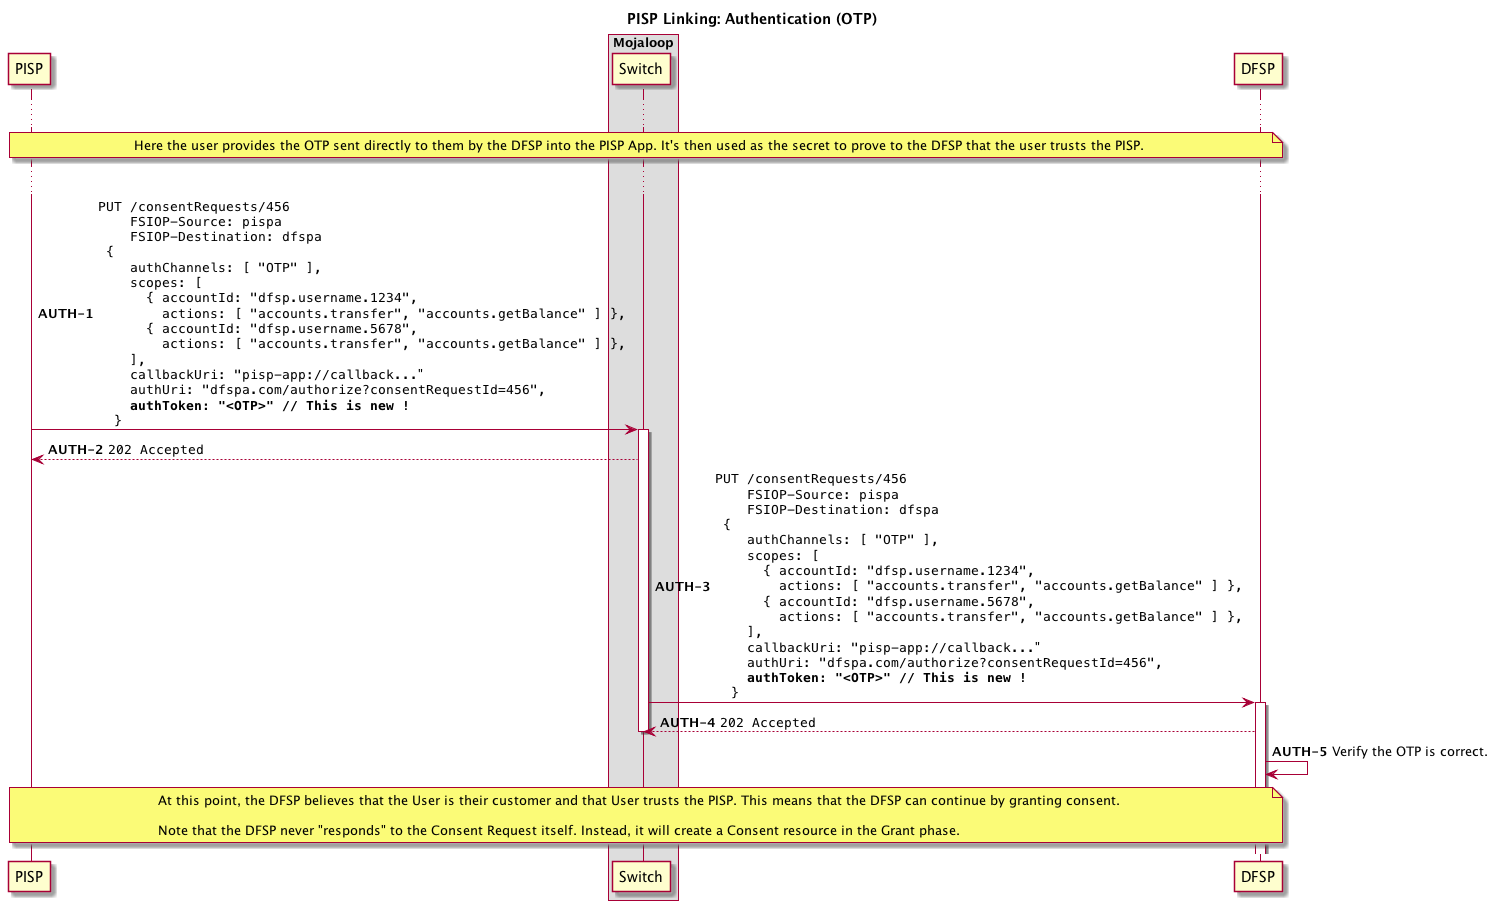 PISP Linking: Authentication (OTP)
Mojaloop
PISP
Switch
DFSP
Here the user provides the OTP sent directly to them by the DFSP into the PISP App. It's then used as the secret to prove to the DFSP that the user trusts the PISP.
PUT /consentRequests/456
FSIOP-Source: pispa
FSIOP-Destination: dfspa
{
authChannels: [ "OTP" ],
scopes: [
{ accountId: "dfsp.username.1234",
AUTH-1 actions: [ "accounts.transfer", "accounts.getBalance" ] },
{ accountId: "dfsp.username.5678",
actions: [ "accounts.transfer", "accounts.getBalance" ] },
],
callbackUri: "pisp-app://callback..."
authUri: "dfspa.com/authorize?consentRequestId=456",
authToken: "<OTP>" // This is new !
}
AUTH-2 202 Accepted
PUT /consentRequests/456
FSIOP-Source: pispa
FSIOP-Destination: dfspa
{
authChannels: [ "OTP" ],
scopes: [
{ accountId: "dfsp.username.1234",
AUTH-3 actions: [ "accounts.transfer", "accounts.getBalance" ] },
{ accountId: "dfsp.username.5678",
actions: [ "accounts.transfer", "accounts.getBalance" ] },
],
callbackUri: "pisp-app://callback..."
authUri: "dfspa.com/authorize?consentRequestId=456",
authToken: "<OTP>" // This is new !
}
AUTH-4 202 Accepted
AUTH-5 Verify the OTP is correct.
At this point, the DFSP believes that the User is their customer and that User trusts the PISP. This means that the DFSP can continue by granting consent.
Note that the DFSP never "responds" to the Consent Request itself. Instead, it will create a Consent resource in the Grant phase.
PISP
Switch
DFSP